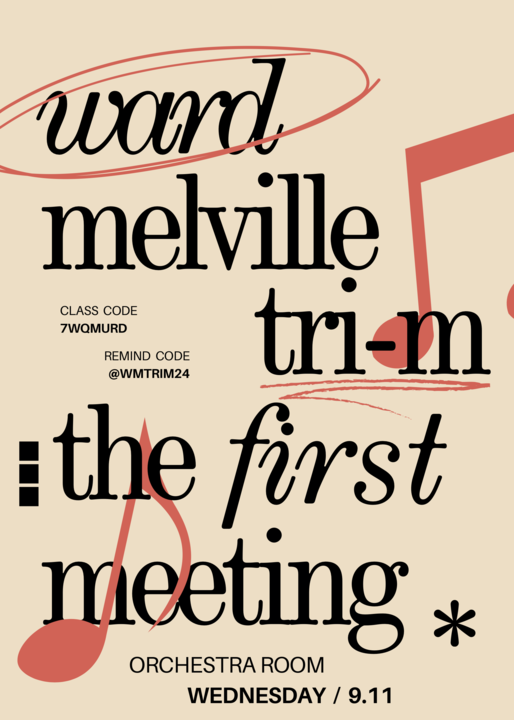 ward
melville
tri-m
CLASS CODE
7WQMURD
REMIND CODE
@WMTRIM24
the first
meeting *
ORCHESTRA ROOM
WEDNESDAY / 9.11